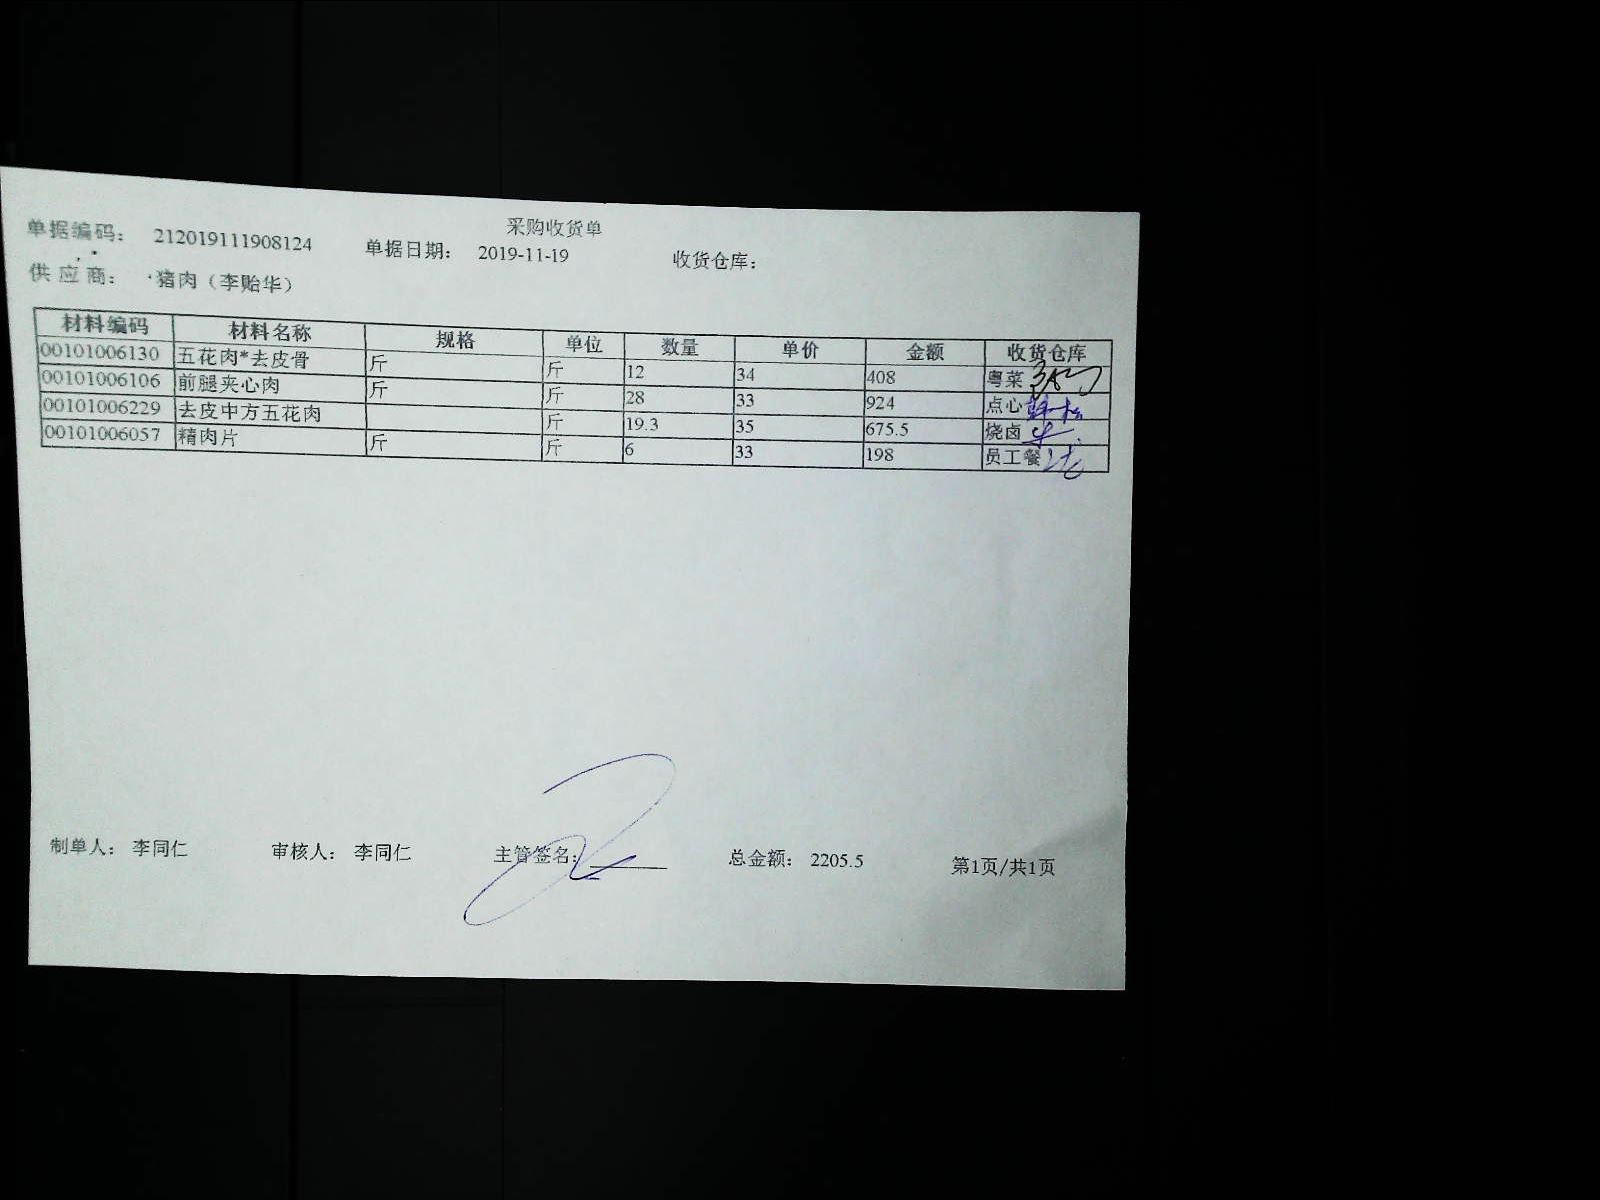 采购收货单
单据编码： 212019111908124 单据日期： 2019-11-19 收货仓库：
供应商： 猪肉（李贻华）
材料编码 材料名称 规格 单位 数量 单价 金额 收货仓库
00101006130 五花肉*去皮骨 斤 斤 12 34 408 粤菜
00101006106 前腿夹心肉 斤 斤 28 33 924 点心
00101006229 去皮中方五花肉 斤 19.3 35 675.5 烧卤
00101006057 精肉片 斤 斤 6 33 198 员工餐
制单人： 李同仁 审核人： 李同仁 主管签名： 总金额： 2205.5 第1页/共1页